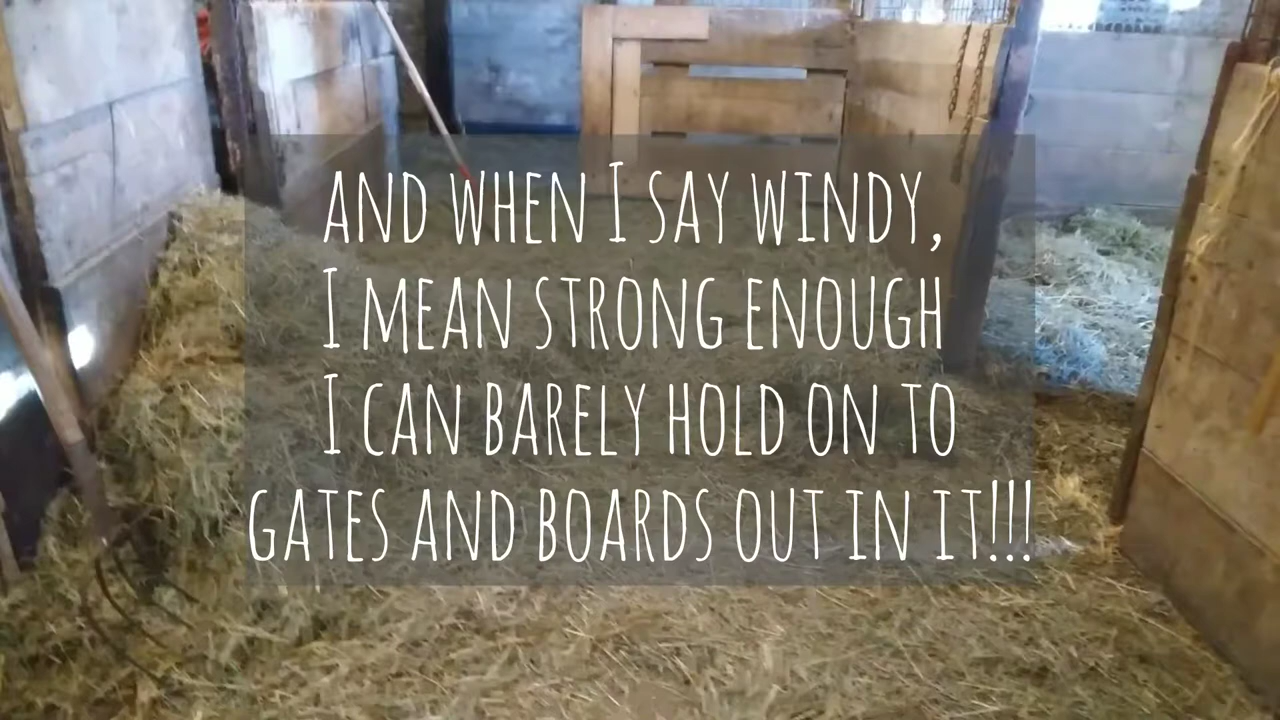 AND WHEN I SAY WINDY,
I MEAN STRONG ENOUGH
I CAN BARELY HOLD ON TO
GATES AND BOARDS OUT IN IT!!!